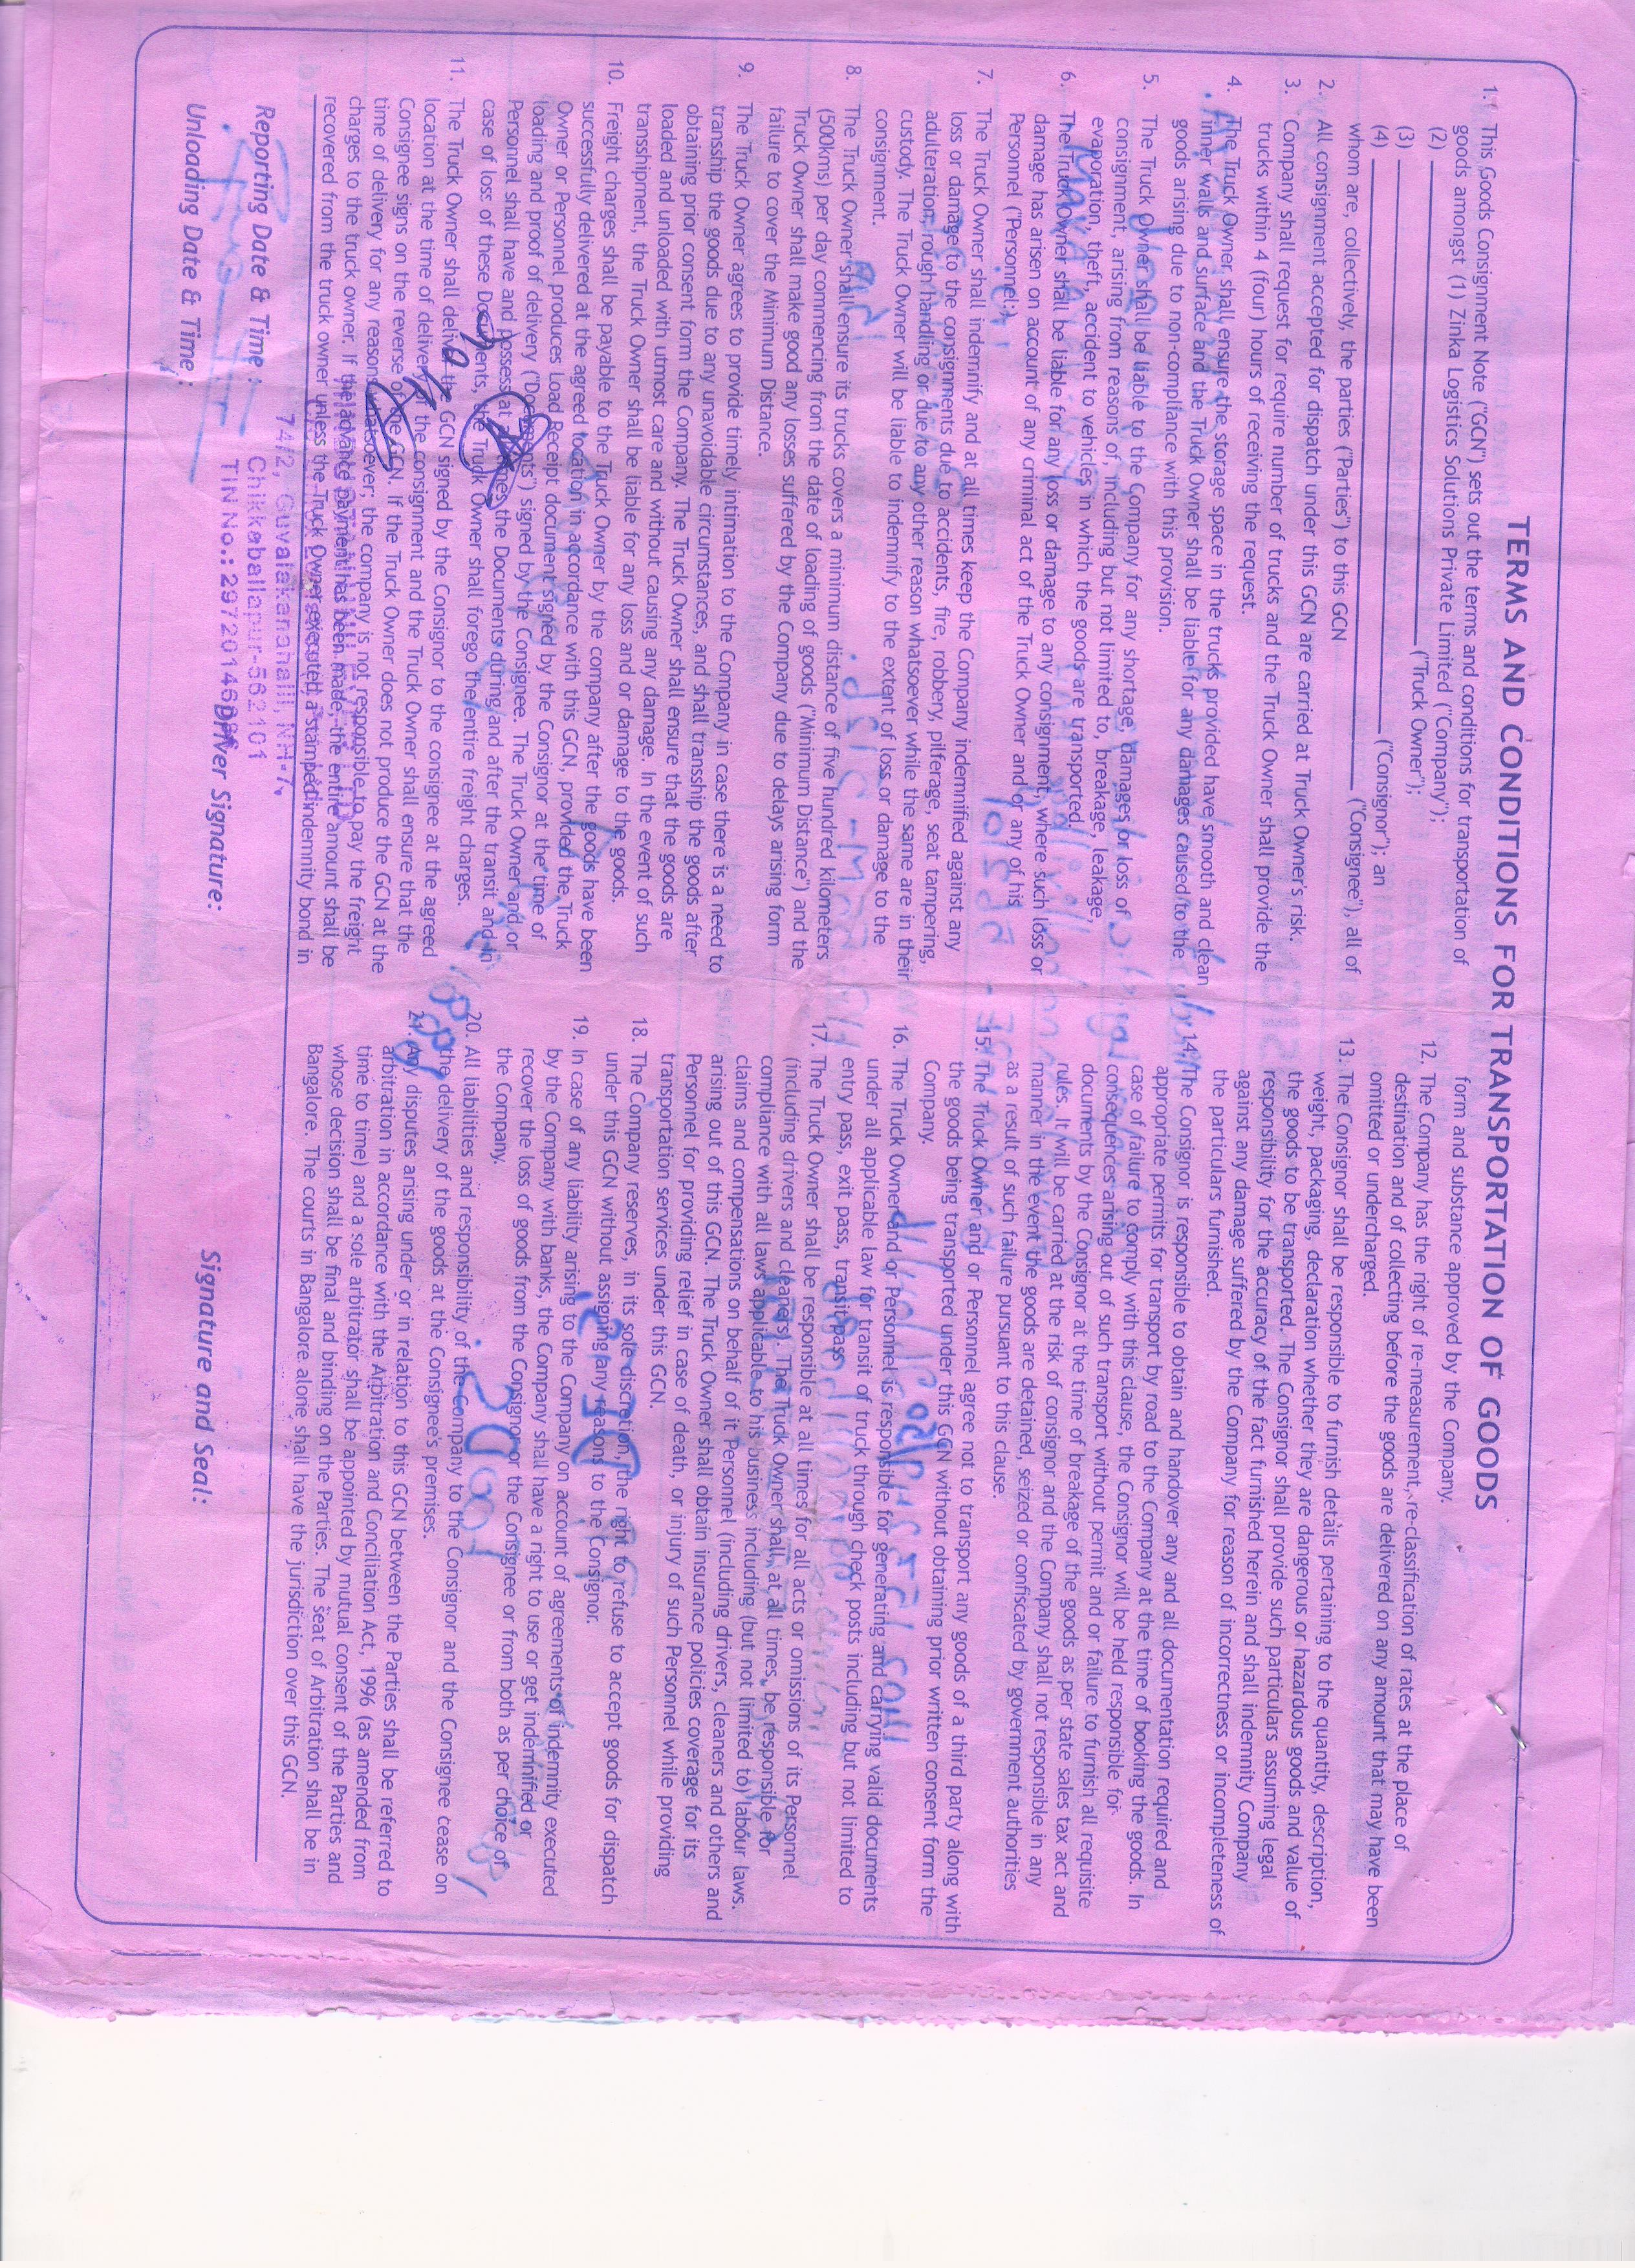 TERMS AND CONDITIONS FOR TRANSPORTATION OF GOODS
1. This Goods Consignment Note ("GCN") sets out the terms and conditions for transportation of
goods amongst (1) Zinka Logistics Solutions Private Limited ("Company");
(2) ("Truck Owner");
(3) ("Consignor"); an
(4) ("Consignee"), all of
whom are, collectively, the parties ("Parties") to this GCN
2. All consignment accepted for dispatch under this GCN are carried at Truck Owner's risk.
3. Company shall request for require number of trucks and the Truck Owner shall provide the
trucks within 4 (four) hours of receiving the request.
4. The Truck Owner, shall ensure the storage space in the trucks provided have smooth and clean
inner walls and surface and the Truck Owner shall be liable for any damages caused to the
goods arising due to non-compliance with this provision.
5. The Truck Owner shall be liable to the Company for any shortage, damages or loss of
consignment, arising from reasons of, including but not limited to, breakage, leakage,
evaporation, theft, accident to vehicles in which the goods are transported.
6. The Truck Owner shall be liable for any loss or damage to any consignment, where such loss or
damage has arisen on account of any criminal act of the Truck Owner and or any of his
Personnel ("Personnel");
7. The Truck Owner shall indemnify and at all times keep the Company indemnified against any
loss or damage to the consignments due to accidents, fire, robbery, pilferage, seat tampering,
adulteration, rough handling or due to any other reason whatsoever while the same are in their
custody. The Truck Owner will be liable to indemnify to the extent of loss or damage to the
consignment.
8. The Truck Owner shall ensure its trucks covers a minimum distance of five hundred kilometers
(500kms) per day commencing from the date of loading of goods ("Minimum Distance") and the
Truck Owner shall make good any losses suffered by the Company due to delays arising form
failure to cover the Minimum Distance.
9. The Truck Owner agrees to provide timely intimation to the Company in case there is a need to
transship the goods due to any unavoidable circumstances, and shall transship the goods after
obtaining prior consent form the Company. The Truck Owner shall ensure that the goods are
loaded and unloaded with utmost care and without causing any damage. In the event of such
transshipment, the Truck Owner shall be liable for any loss and or damage to the goods.
10. Freight charges shall be payable to the Truck Owner by the company after the goods have been
successfully delivered at the agreed location in accordance with this GCN, provided the Truck
Owner or Personnel produces Load Receipt document signed by the Consignor at the time of
loading and proof of delivery ("Documents") signed by the Consignee. The Truck Owner and or
Personnel shall have and possess at all times the Documents during and after the transit and in
case of loss of these Documents, the Truck Owner shall forego the entire freight charges.
11. The Truck Owner shall deliver the GCN signed by the Consignor to the consignee at the agreed
location at the time of delivery of the consignment and the Truck Owner shall ensure that the
Consignee signs on the reverse of the GCN. If the Truck Owner does not produce the GCN at the
time of delivery for any reason whatsoever; the company is not responsible to pay the freight
charges to the truck owner. If the advance payment has been made, the entire amount shall be
recovered from the truck owner unless the Truck Owner executed, a stamped indemnity bond in
form and substance approved by the Company.
12. The Company has the right of re-measurement, re-classification of rates at the place of
destination and of collecting before the goods are delivered on any amount that may have been
omitted or undercharged.
13. The Consignor shall be responsible to furnish details pertaining to the quantity, description,
weight, packaging, declaration whether they are dangerous or hazardous goods and value of
the goods to be transported. The Consignor shall provide such particulars assuming legal
responsibility for the accuracy of the fact furnished herein and shall indemnity Company
against any damage suffered by the Company for reason of incorrectness or incompleteness of
the particulars furnished.
14. The Consignor is responsible to obtain and handover any and all documentation required and
appropriate permits for transport by road to the Company at the time of booking the goods. In
case of failure to comply with this clause, the Consignor will be held responsible for
consequences arising out of such transport without permit and or failure to furnish all requisite
documents by the Consignor at the time of breakage of the goods as per state sales tax act and
rules. It will be carried at the risk of consignor and the Company shall not responsible in any
manner in the event the goods are detained, seized or confiscated by government authorities
as a result of such failure pursuant to this clause.
15. The Truck Owner and or Personnel agree not to transport any goods of a third party along with
the goods being transported under this GCN without obtaining prior written consent form the
Company.
16. The Truck Owner and or Personnel is responsible for generating and carrying valid documents
under all applicable law for transit of truck through check posts including but not limited to
entry pass, exit pass, transit pass
17. The Truck Owner shall be responsible at all times for all acts or omissions of its Personnel
(including drivers and cleaners). The Truck Owner shall, at all times, be responsible for
compliance with all laws applicable to his business including (but not limited to) labour laws.
claims and compensations on behalf of it Personnel (including drivers, cleaners and others and
arising out of this GCN. The Truck Owner shall obtain insurance policies coverage for its
Personnel for providing relief in case of death, or injury of such Personnel while providing
transportation services under this GCN.
18. The Company reserves, in its sole discretion, the right to refuse to accept goods for dispatch
under this GCN without assigning any reasons to the Consignor.
19. In case of any liability arising to the Company on account of agreements of indemnity executed
by the Company with banks, the Company shall have a right to use or get indemnified or
recover the loss of goods from the Consignor or the Consignee or from both as per choice of
the Company.
20. All liabilities and responsibility of the Company to the Consignor and the Consignee cease on
the delivery of the goods at the Consignee's premises.
21. Any disputes arising under or in relation to this GCN between the Parties shall be referred to
arbitration in accordance with the Arbitration and Conciliation Act, 1996 (as amended from
time to time) and a sole arbitrator shall be appointed by mutual consent of the Parties and
whose decision shall be final and binding on the Parties. The seat of Arbitration shall be in
Bangalore. The courts in Bangalore alone shall have the jurisdiction over this GCN.
74/2, Guvalakanahalli, NH-7,
Chikkaballapur-562101
TIN No.: 29720146
Reporting Date & Time :
Unloading Date & Time :
Driver Signature:
Signature and Seal: